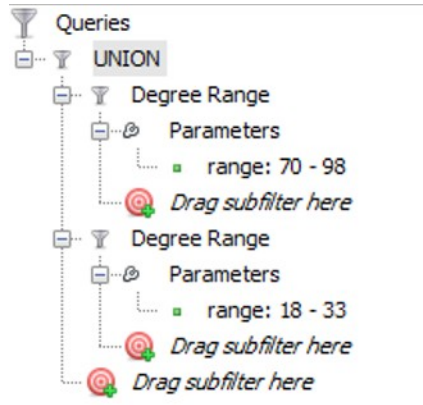 Queries
UNION
Degree Range
Parameters
range: 70 - 98
Drag subfilter here
Degree Range
Parameters
range: 18 - 33
Drag subfilter here
Drag subfilter here